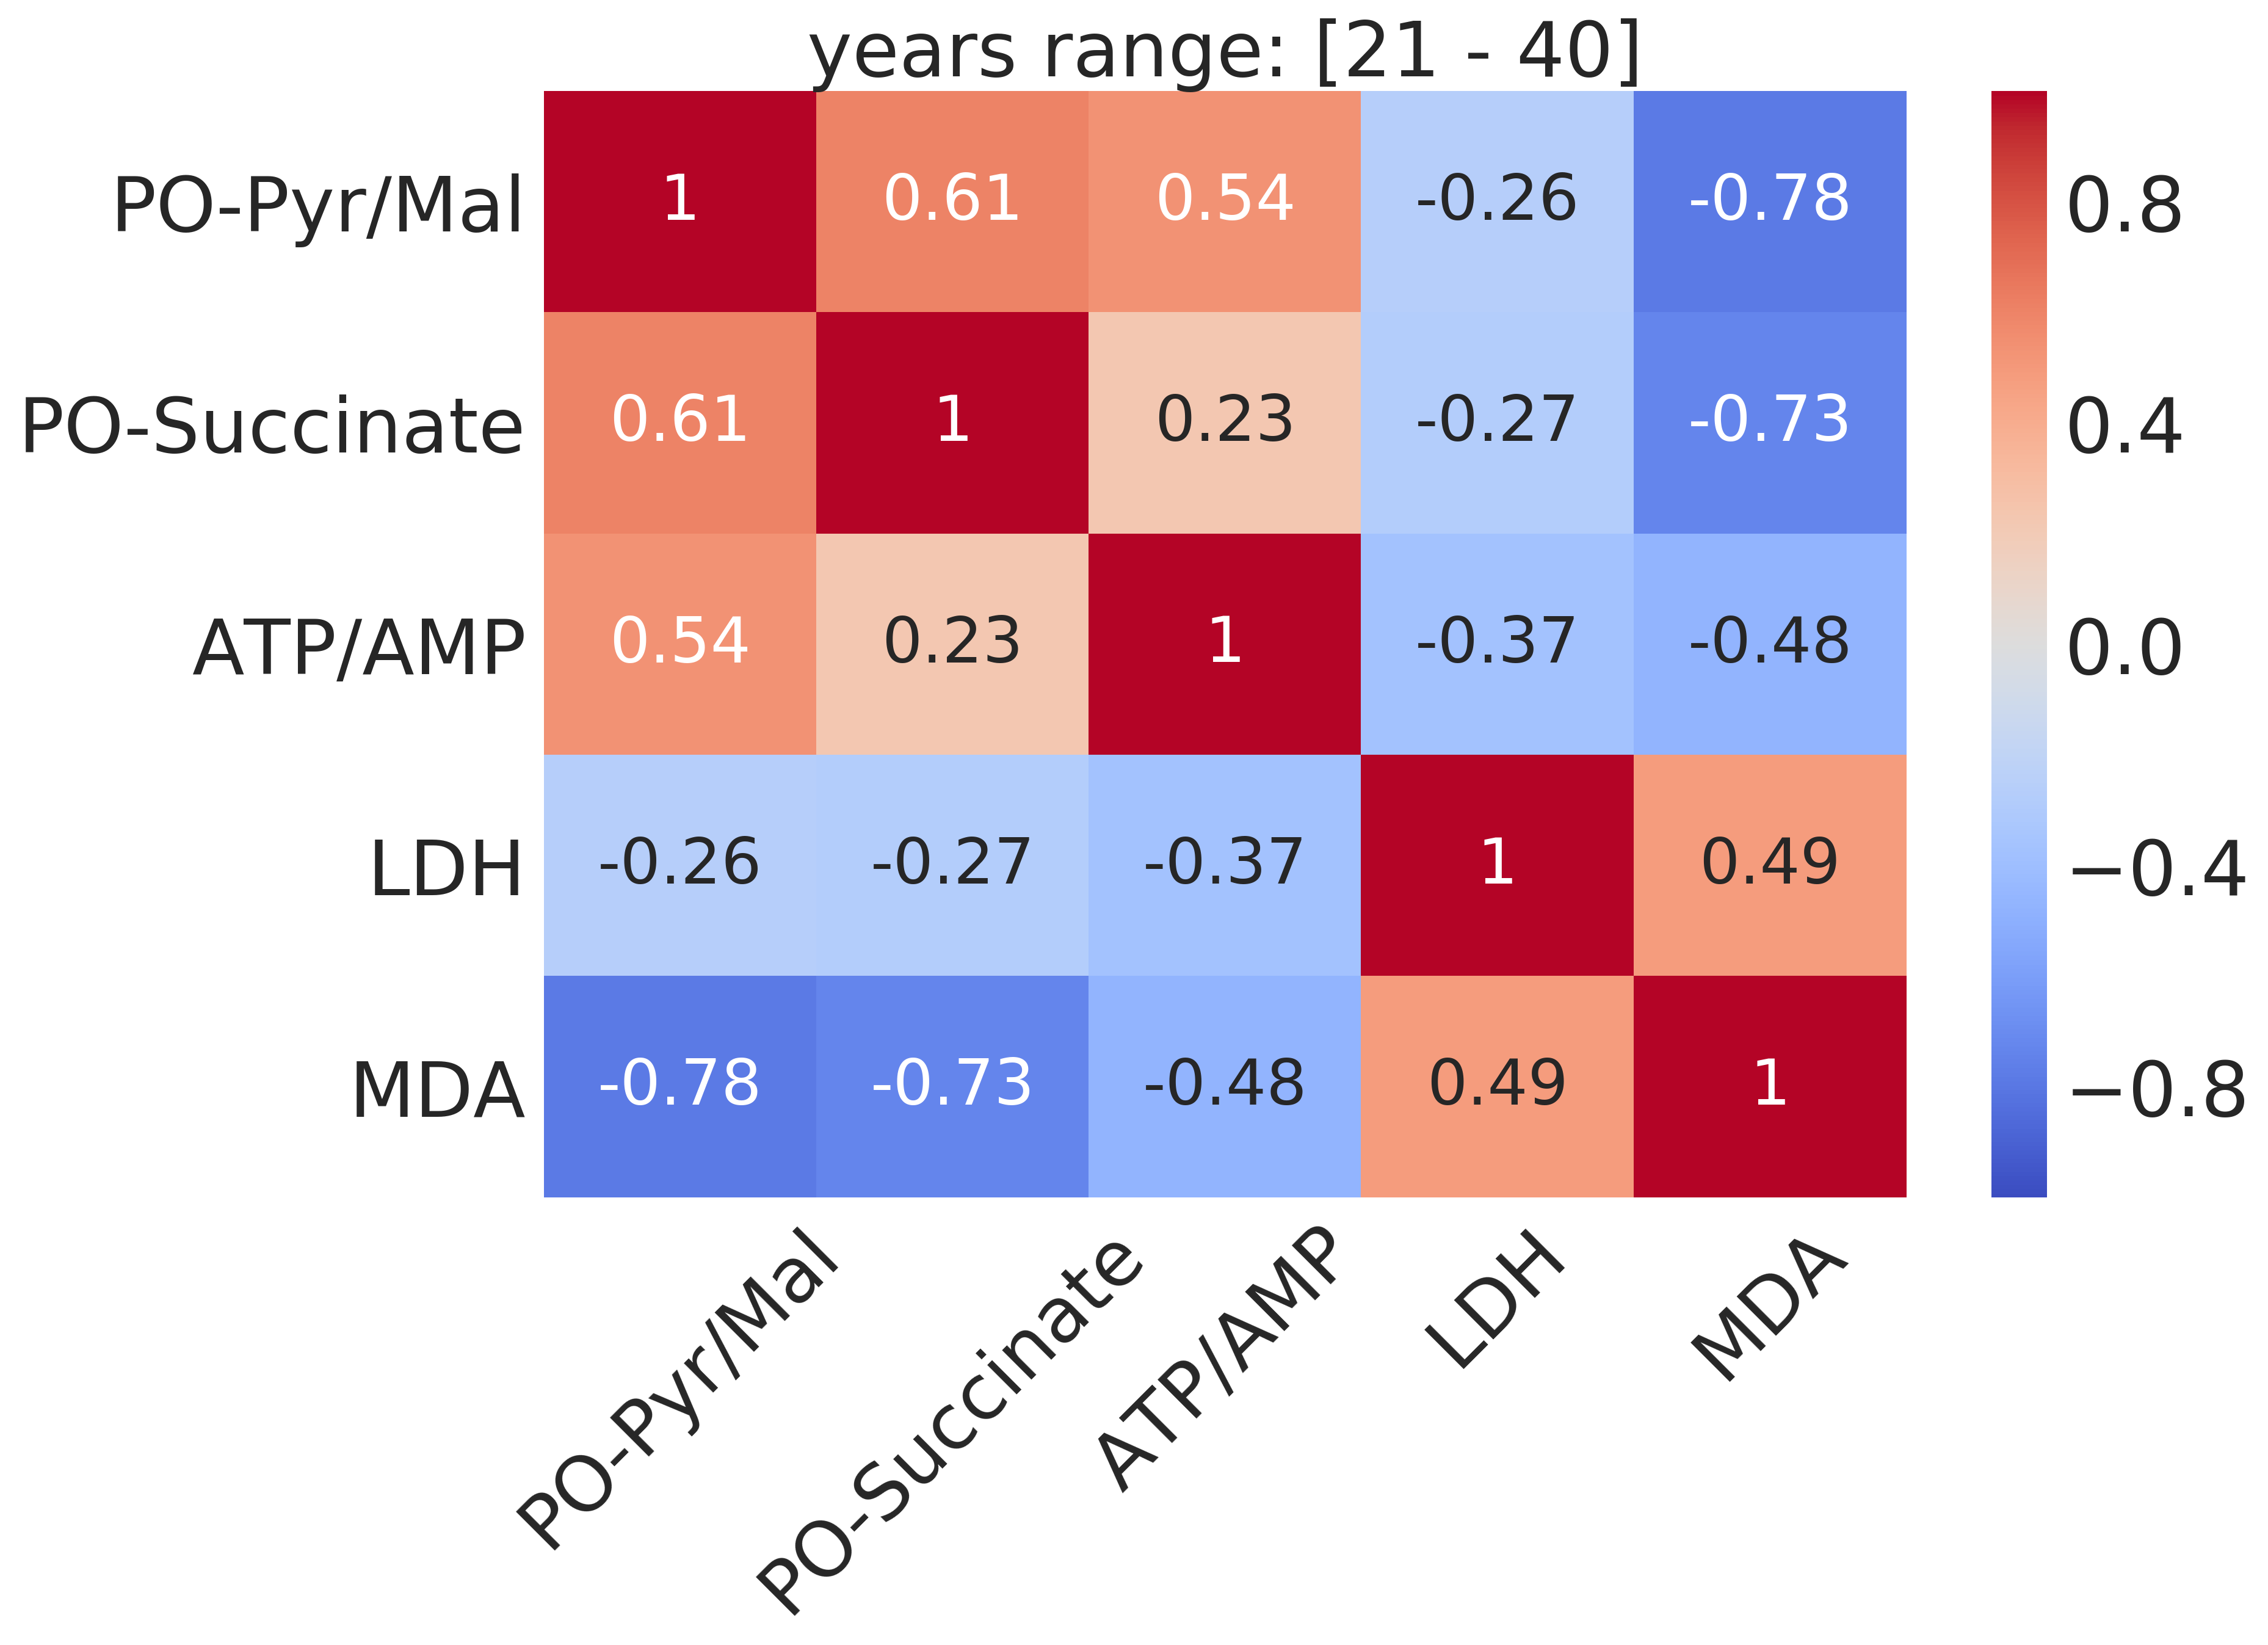 years range: [21 - 40]
PO-Pyr/Mal 1 0.61 0.54 -0.26 -0.78 0.8
PO-Succinate 0.61 1 0.23 -0.27 -0.73 0.4
ATP/AMP 0.54 0.23 1 -0.37 -0.48 0.0
LDH -0.26 -0.27 -0.37 1 0.49 −0.4
MDA -0.78 -0.73 -0.48 0.49 1 −0.8
PO-Pyr/Mal PO-Succinate ATP/AMP LDH MDA